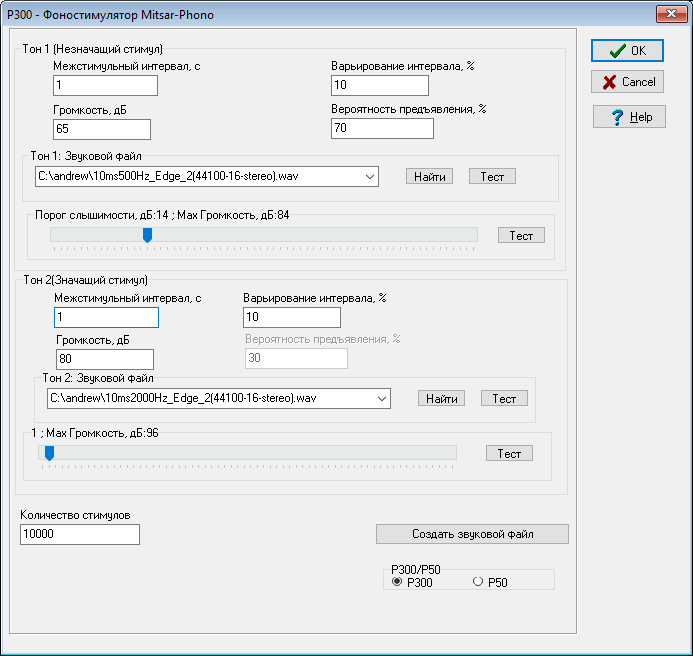 P300 - Фоностимулятор Mitsar-Phono
OK
Cancel
Help
Тон 1 (Незначащий стимул)
Межстимульный интервал, с
Варьирование интервала, %
1
10
Громкость, дБ
Вероятность предъявления, %
65
70
Тон 1: Звуковой файл
C:\andrew\10ms500Hz_Edge_2(44100-16-stereo).wav
Найти
Тест
Порог слышимости, дБ:14 ; Мах Громкость, дБ:84
Тест
Тон 2(Значащий стимул)
Межстимульный интервал, с
Варьирование интервала, %
1
10
Громкость, дБ
Вероятность предъявления, %
80
30
Тон 2: Звуковой файл
C:\andrew\10ms2000Hz_Edge_2(44100-16-stereo).wav
Найти
Тест
1 ; Мах Громкость, дБ:96
Тест
Количество стимулов
10000
Создать звуковой файл
P300/P50
P300
P50